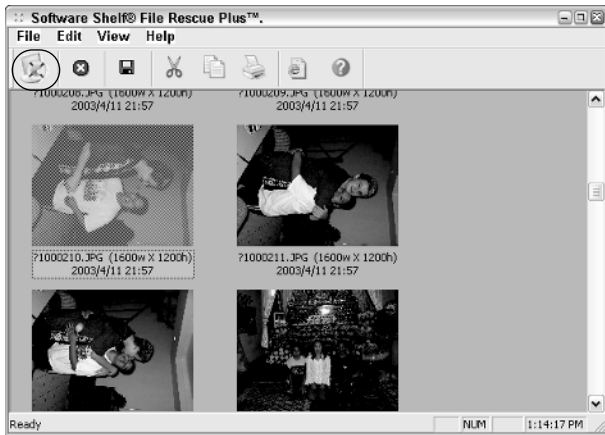 Software Shelf® File Rescue Plus™.
File Edit View Help
?1000208.JPG (1600w X 1200h) ?1000209.JPG (1600w X 1200h)
2003/4/11 21:57 2003/4/11 21:57
?1000210.JPG (1600w X 1200h) ?1000211.JPG (1600w X 1200h)
2003/4/11 21:57 2003/4/11 21:57
Ready NUM 1:14:17 PM